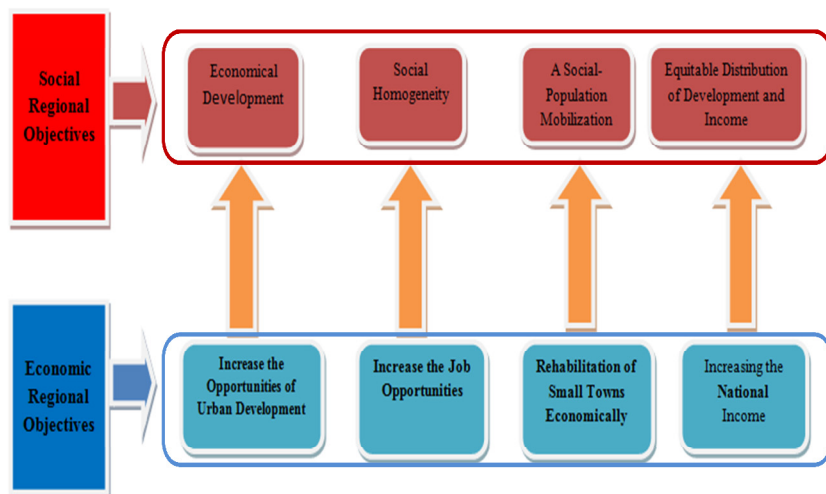 Social
Regional
Objectives
Economical
Development
Social
Homogeneity
A Social-
Population
Mobilization
Equitable Distribution
of Development and
Income
Economic
Regional
Objectives
Increase the
Opportunities of
Urban Development
Increase the Job
Opportunities
Rehabilitation of
Small Towns
Economically
Increasing the
National
Income